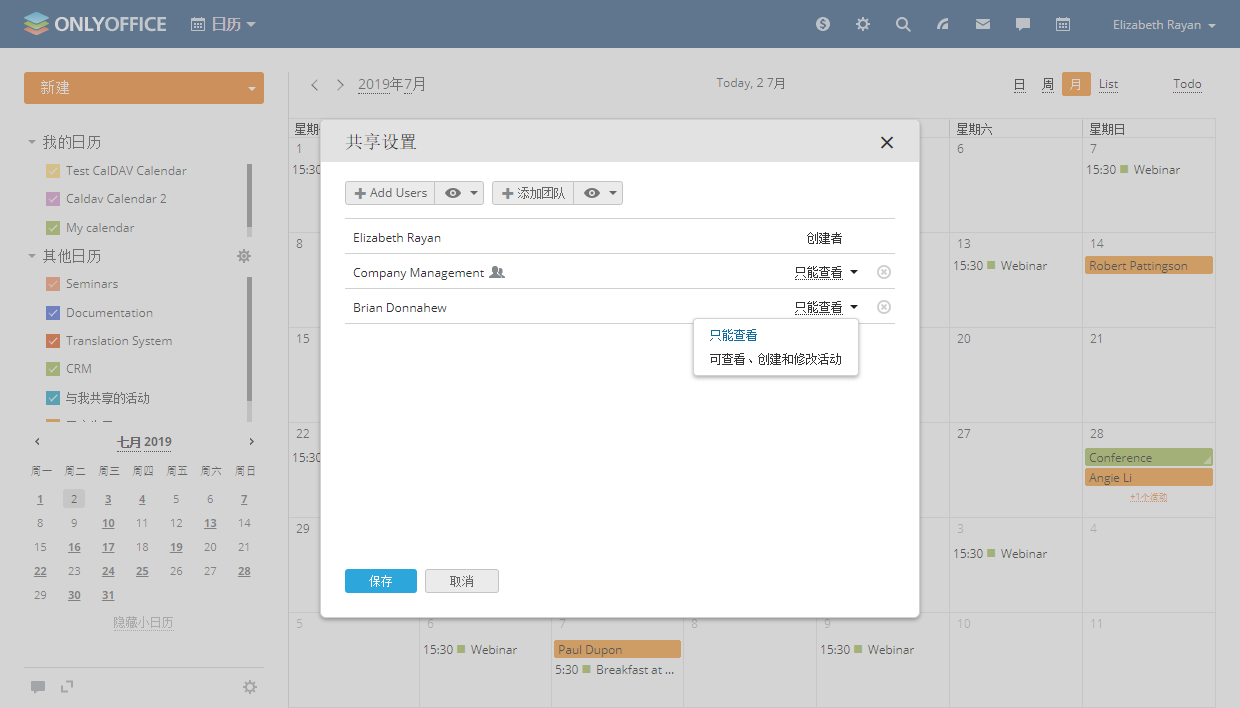 ONLYOFFICE 日历 Elizabeth Rayan
新建
我的日历
Test CalDAV Calendar
Caldav Calendar 2
My calendar
其他日历
Seminars
Documentation
Translation System
CRM
与我共享的活动
七月 2019
周一 周二 周三 周四 周五 周六 周日
1 2 3 4 5 6 7
8 9 10 11 12 13 14
15 16 17 18 19 20 21
22 23 24 25 26 27 28
29 30 31
隐藏小日历
2019年7月 Today, 2 7月 日 周 月 List Todo
星期 星期六 星期日
1 6 7
15:30 15:30 Webinar
8 13 14
15:30 Webinar Robert Pattingson
15 20 21
22 27 28
15:30 Conference
Angie Li
+1个活动
29 3 4
15:30 Webinar
5 6 7 8 9 10 11
15:30 Webinar Paul Dupon 15:30 Webinar
5:30 Breakfast at ...
共享设置
Add Users 添加团队
Elizabeth Rayan 创建者
Company Management 只能查看
Brian Donnahew 只能查看
只能查看
可查看、创建和修改活动
保存 取消